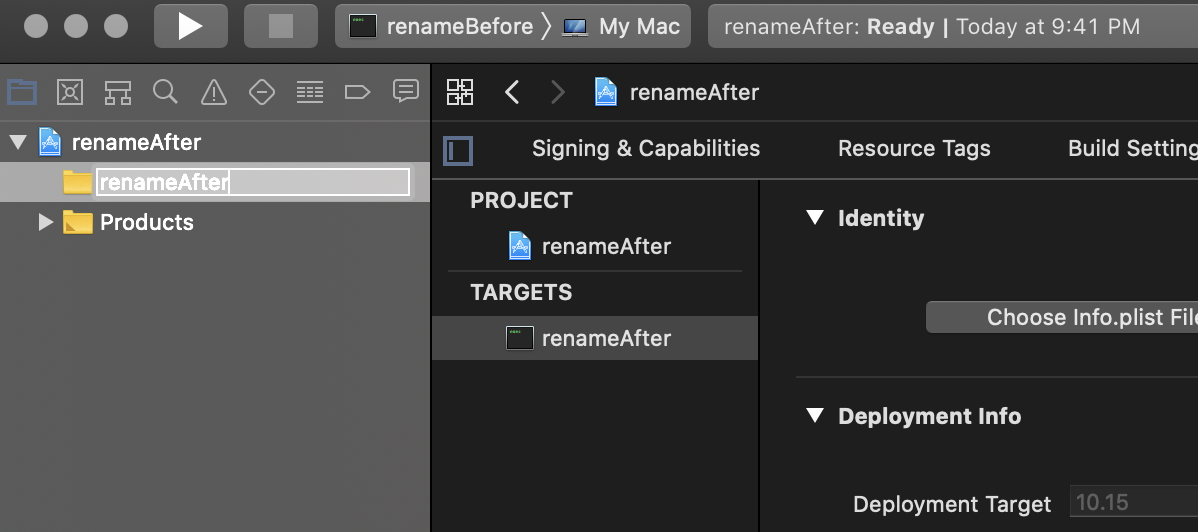 renameBefore 〉 My Mac
renameAfter: Ready | Today at 9:41 PM
renameAfter
renameAfter
Products
renameAfter
Signing & Capabilities Resource Tags Build Setting
PROJECT
renameAfter
TARGETS
renameAfter
Identity
Choose Info.plist File
Deployment Info
Deployment Target 10.15